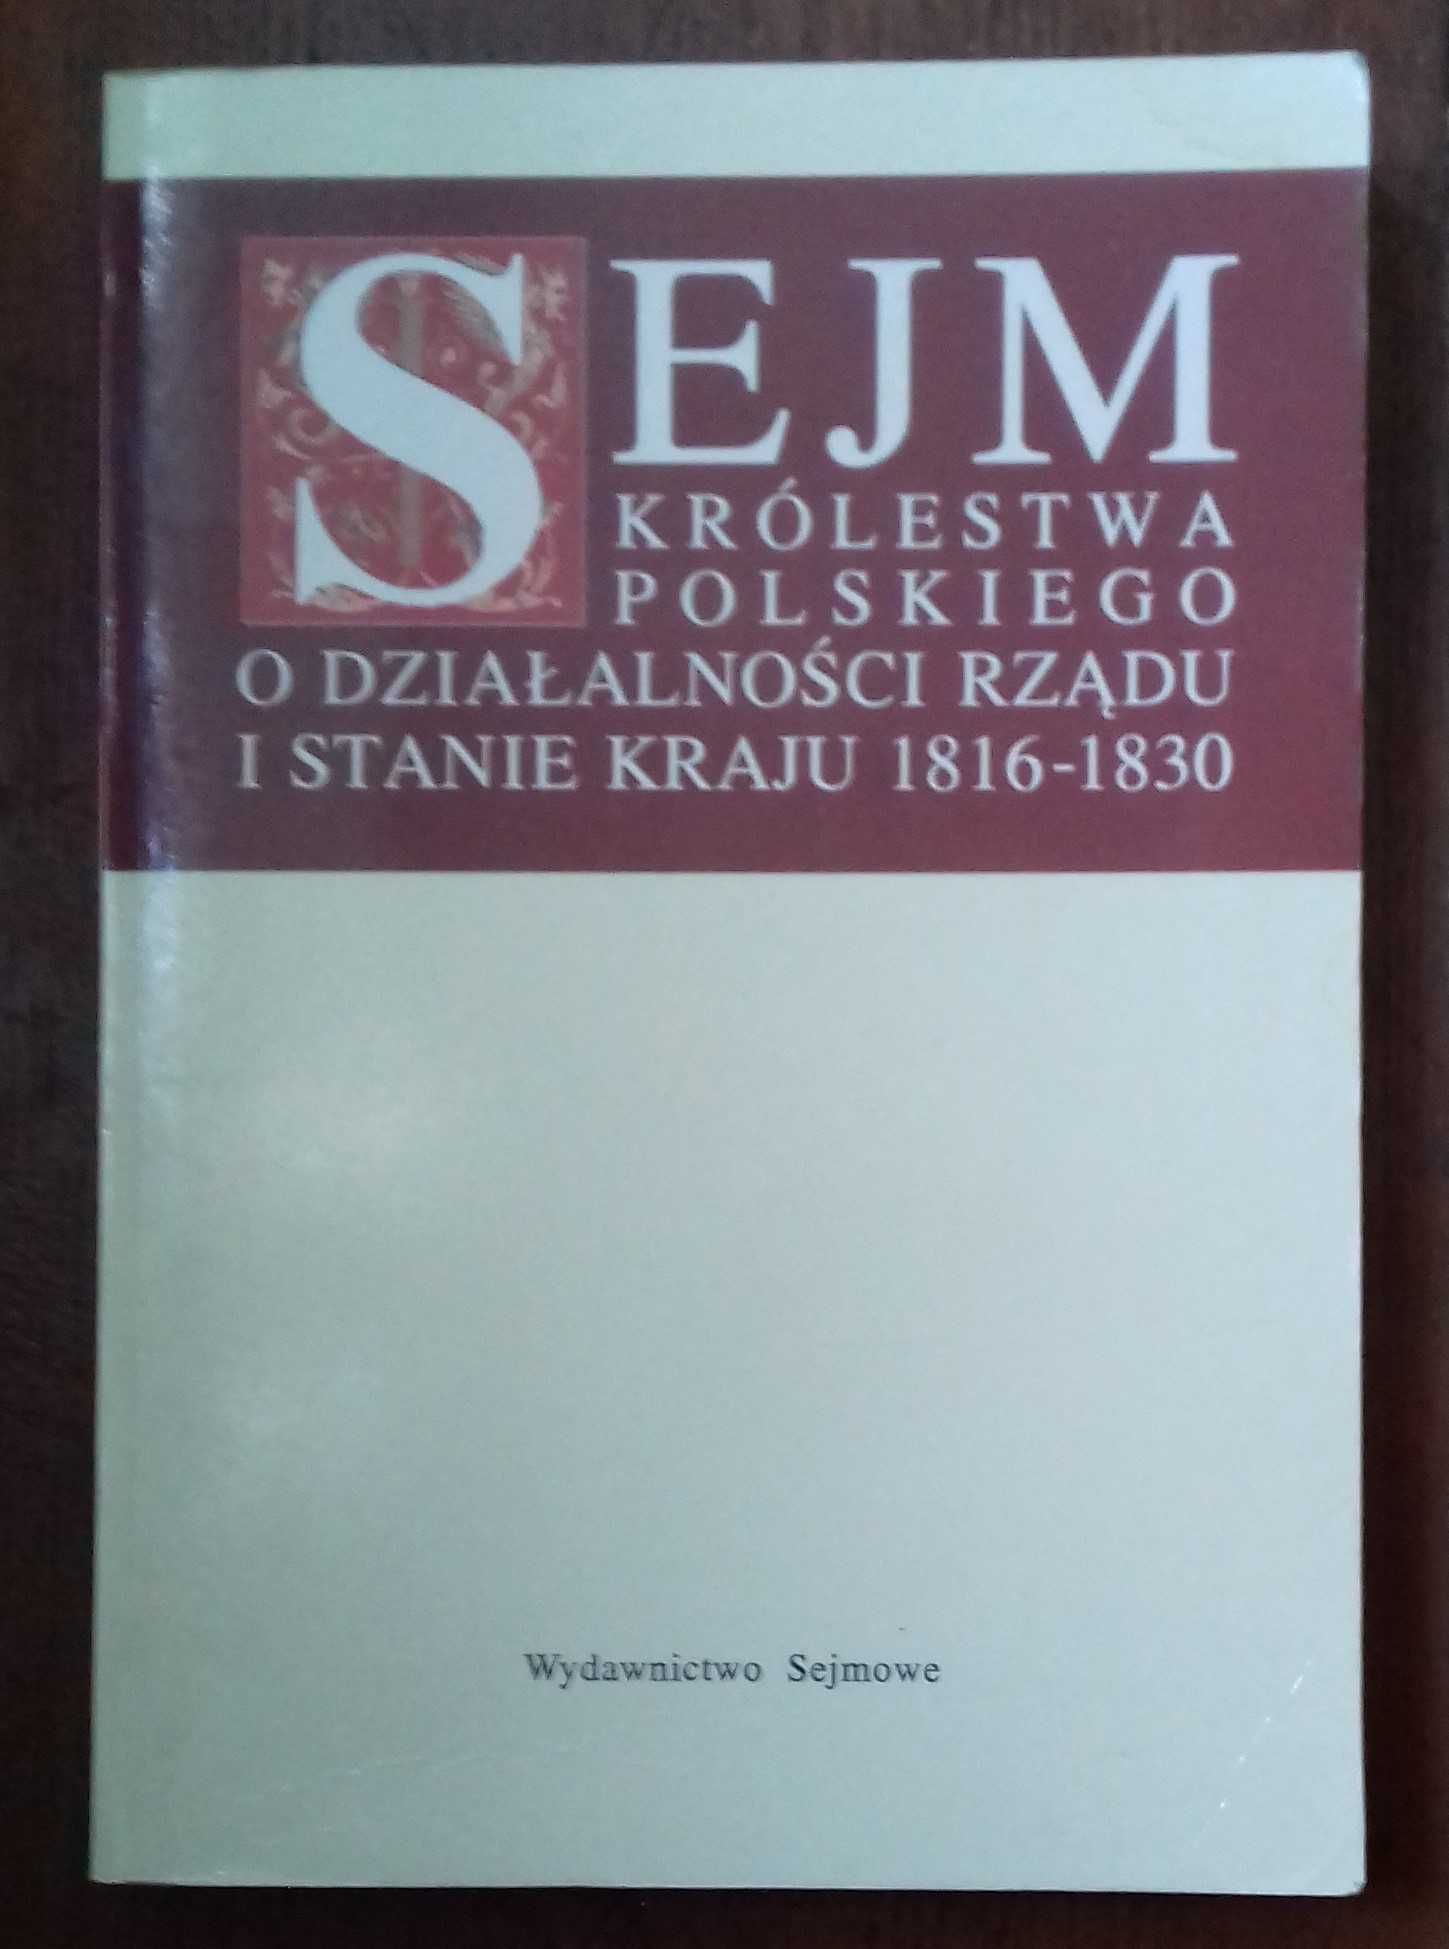 SEJM
KRÓLESTWA
POLSKIEGO
O DZIAŁALNOŚCI RZĄDU
I STANIE KRAJU 1816-1830
Wydawnictwo Sejmowe